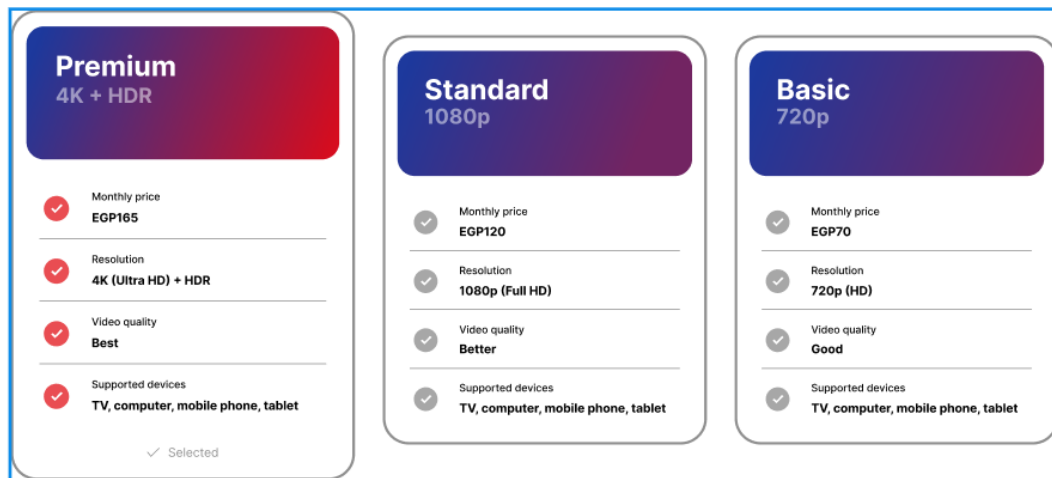 Premium
4K + HDR
Monthly price
EGP165
Resolution
4K (Ultra HD) + HDR
Video quality
Best
Supported devices
TV, computer, mobile phone, tablet
Selected
Standard
1080p
Monthly price
EGP120
Resolution
1080p (Full HD)
Video quality
Better
Supported devices
TV, computer, mobile phone, tablet
Basic
720p
Monthly price
EGP70
Resolution
720p (HD)
Video quality
Good
Supported devices
TV, computer, mobile phone, tablet